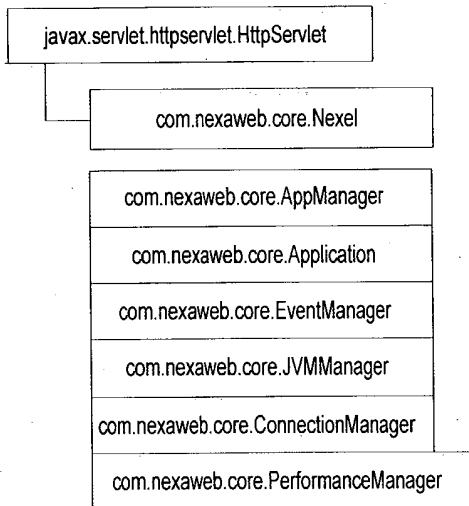 javax.servlet.httpservlet.HttpServlet
com.nexaweb.core.Nexel
com.nexaweb.core.AppManager
com.nexaweb.core.Application
com.nexaweb.core.EventManager
com.nexaweb.core.JVMManager
com.nexaweb.core.ConnectionManager
com.nexaweb.core.PerformanceManager